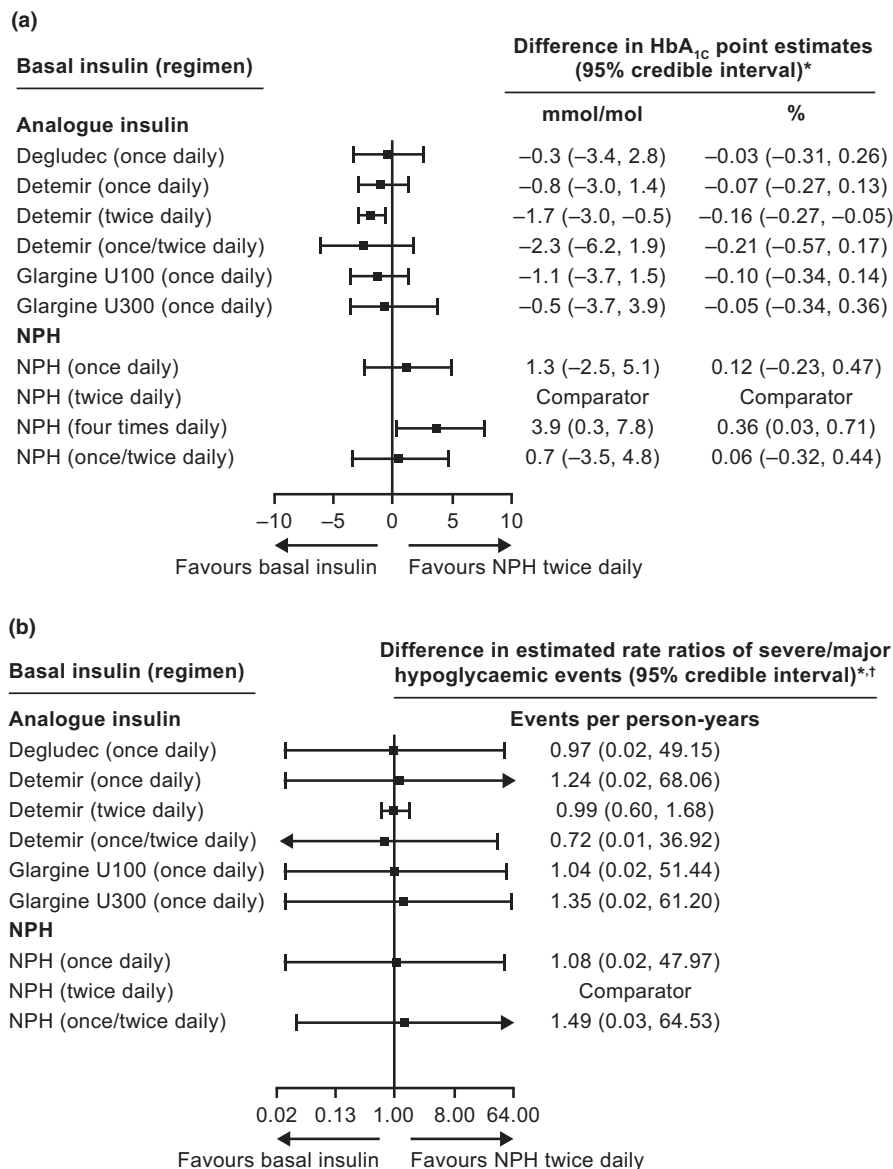 (a)
Basal insulin (regimen)
Difference in HbA1C point estimates
(95% credible interval)*
mmol/mol %
Analogue insulin
Degludec (once daily) –0.3 (–3.4, 2.8) –0.03 (–0.31, 0.26)
Detemir (once daily) –0.8 (–3.0, 1.4) –0.07 (–0.27, 0.13)
Detemir (twice daily) –1.7 (–3.0, –0.5) –0.16 (–0.27, –0.05)
Detemir (once/twice daily) –2.3 (–6.2, 1.9) –0.21 (–0.57, 0.17)
Glargine U100 (once daily) –1.1 (–3.7, 1.5) –0.10 (–0.34, 0.14)
Glargine U300 (once daily) –0.5 (–3.7, 3.9) –0.05 (–0.34, 0.36)
NPH
NPH (once daily) 1.3 (–2.5, 5.1) 0.12 (–0.23, 0.47)
NPH (twice daily) Comparator Comparator
NPH (four times daily) 3.9 (0.3, 7.8) 0.36 (0.03, 0.71)
NPH (once/twice daily) 0.7 (–3.5, 4.8) 0.06 (–0.32, 0.44)
–10 –5 0 5 10
Favours basal insulin Favours NPH twice daily
(b)
Basal insulin (regimen)
Difference in estimated rate ratios of severe/major
hypoglycaemic events (95% credible interval)*,†
Analogue insulin Events per person-years
Degludec (once daily) 0.97 (0.02, 49.15)
Detemir (once daily) 1.24 (0.02, 68.06)
Detemir (twice daily) 0.99 (0.60, 1.68)
Detemir (once/twice daily) 0.72 (0.01, 36.92)
Glargine U100 (once daily) 1.04 (0.02, 51.44)
Glargine U300 (once daily) 1.35 (0.02, 61.20)
NPH
NPH (once daily) 1.08 (0.02, 47.97)
NPH (twice daily) Comparator
NPH (once/twice daily) 1.49 (0.03, 64.53)
0.02 0.13 1.00 8.00 64.00
Favours basal insulin Favours NPH twice daily